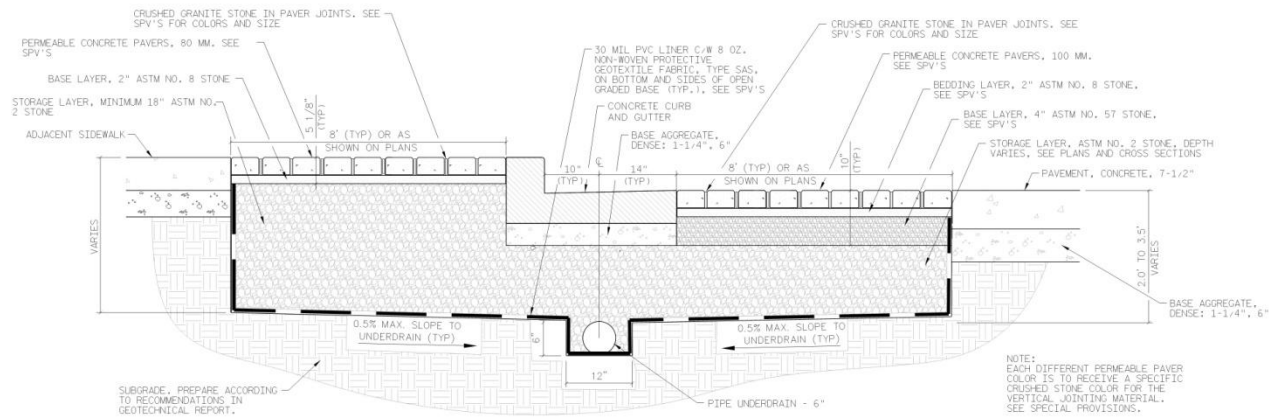 CRUSHED GRANITE STONE IN PAVER JOINTS, SEE
SPV'S FOR COLORS AND SIZE
PERMEABLE CONCRETE PAVERS, 80 MM. SEE
SPV'S
BASE LAYER, 2" ASTM NO. 8 STONE
STORAGE LAYER, MINIMUM 18" ASTM NO.
2 STONE
ADJACENT SIDEWALK
5 1/8"
(TYP)
8' (TYP) OR AS
SHOWN ON PLANS
30 MIL PVC LINER C/W 8 OZ.
NON-WOVEN PROTECTIVE
GEOTEXTILE FABRIC, TYPE SAS,
ON BOTTOM AND SIDES OF OPEN
GRADED BASE (TYP.), SEE SPV'S
CONCRETE CURB
AND GUTTER
BASE AGGREGATE,
DENSE: 1-1/4", 6"
10"
(TYP)
℄
14"
(TYP)
CRUSHED GRANITE STONE IN PAVER JOINTS. SEE
SPV'S FOR COLORS AND SIZE
PERMEABLE CONCRETE PAVERS, 100 MM.
SEE SPV'S
BEDDING LAYER, 2" ASTM NO. 8 STONE,
SEE SPV'S
BASE LAYER, 4" ASTM NO. 57 STONE,
SEE SPV'S
STORAGE LAYER, ASTM NO. 2 STONE, DEPTH
VARIES, SEE PLANS AND CROSS SECTIONS
PAVEMENT, CONCRETE, 7-1/2"
8' (TYP) OR AS
SHOWN ON PLANS
10"
(TYP)
VARIES
2.0' TO 3.5'
VARIES
BASE AGGREGATE,
DENSE: 1-1/4", 6"
0.5% MAX. SLOPE TO
UNDERDRAIN (TYP)
6"
12"
0.5% MAX. SLOPE TO
UNDERDRAIN (TYP)
PIPE UNDERDRAIN - 6"
SUBGRADE, PREPARE ACCORDING
TO RECOMMENDATIONS IN
GEOTECHNICAL REPORT.
NOTE:
EACH DIFFERENT PERMEABLE PAVER
COLOR IS TO RECEIVE A SPECIFIC
CRUSHED STONE COLOR FOR THE
VERTICAL JOINTING MATERIAL.
SEE SPECIAL PROVISIONS.